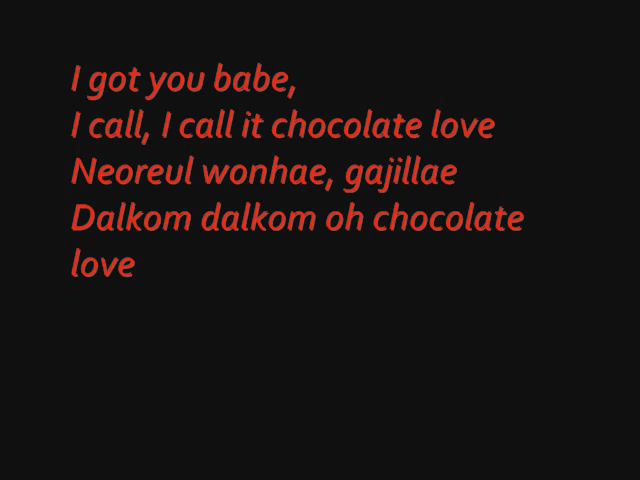 I got you babe,
I call, I call it chocolate love
Neoreul wonhae, gajillae
Dalkom dalkom oh chocolate
love